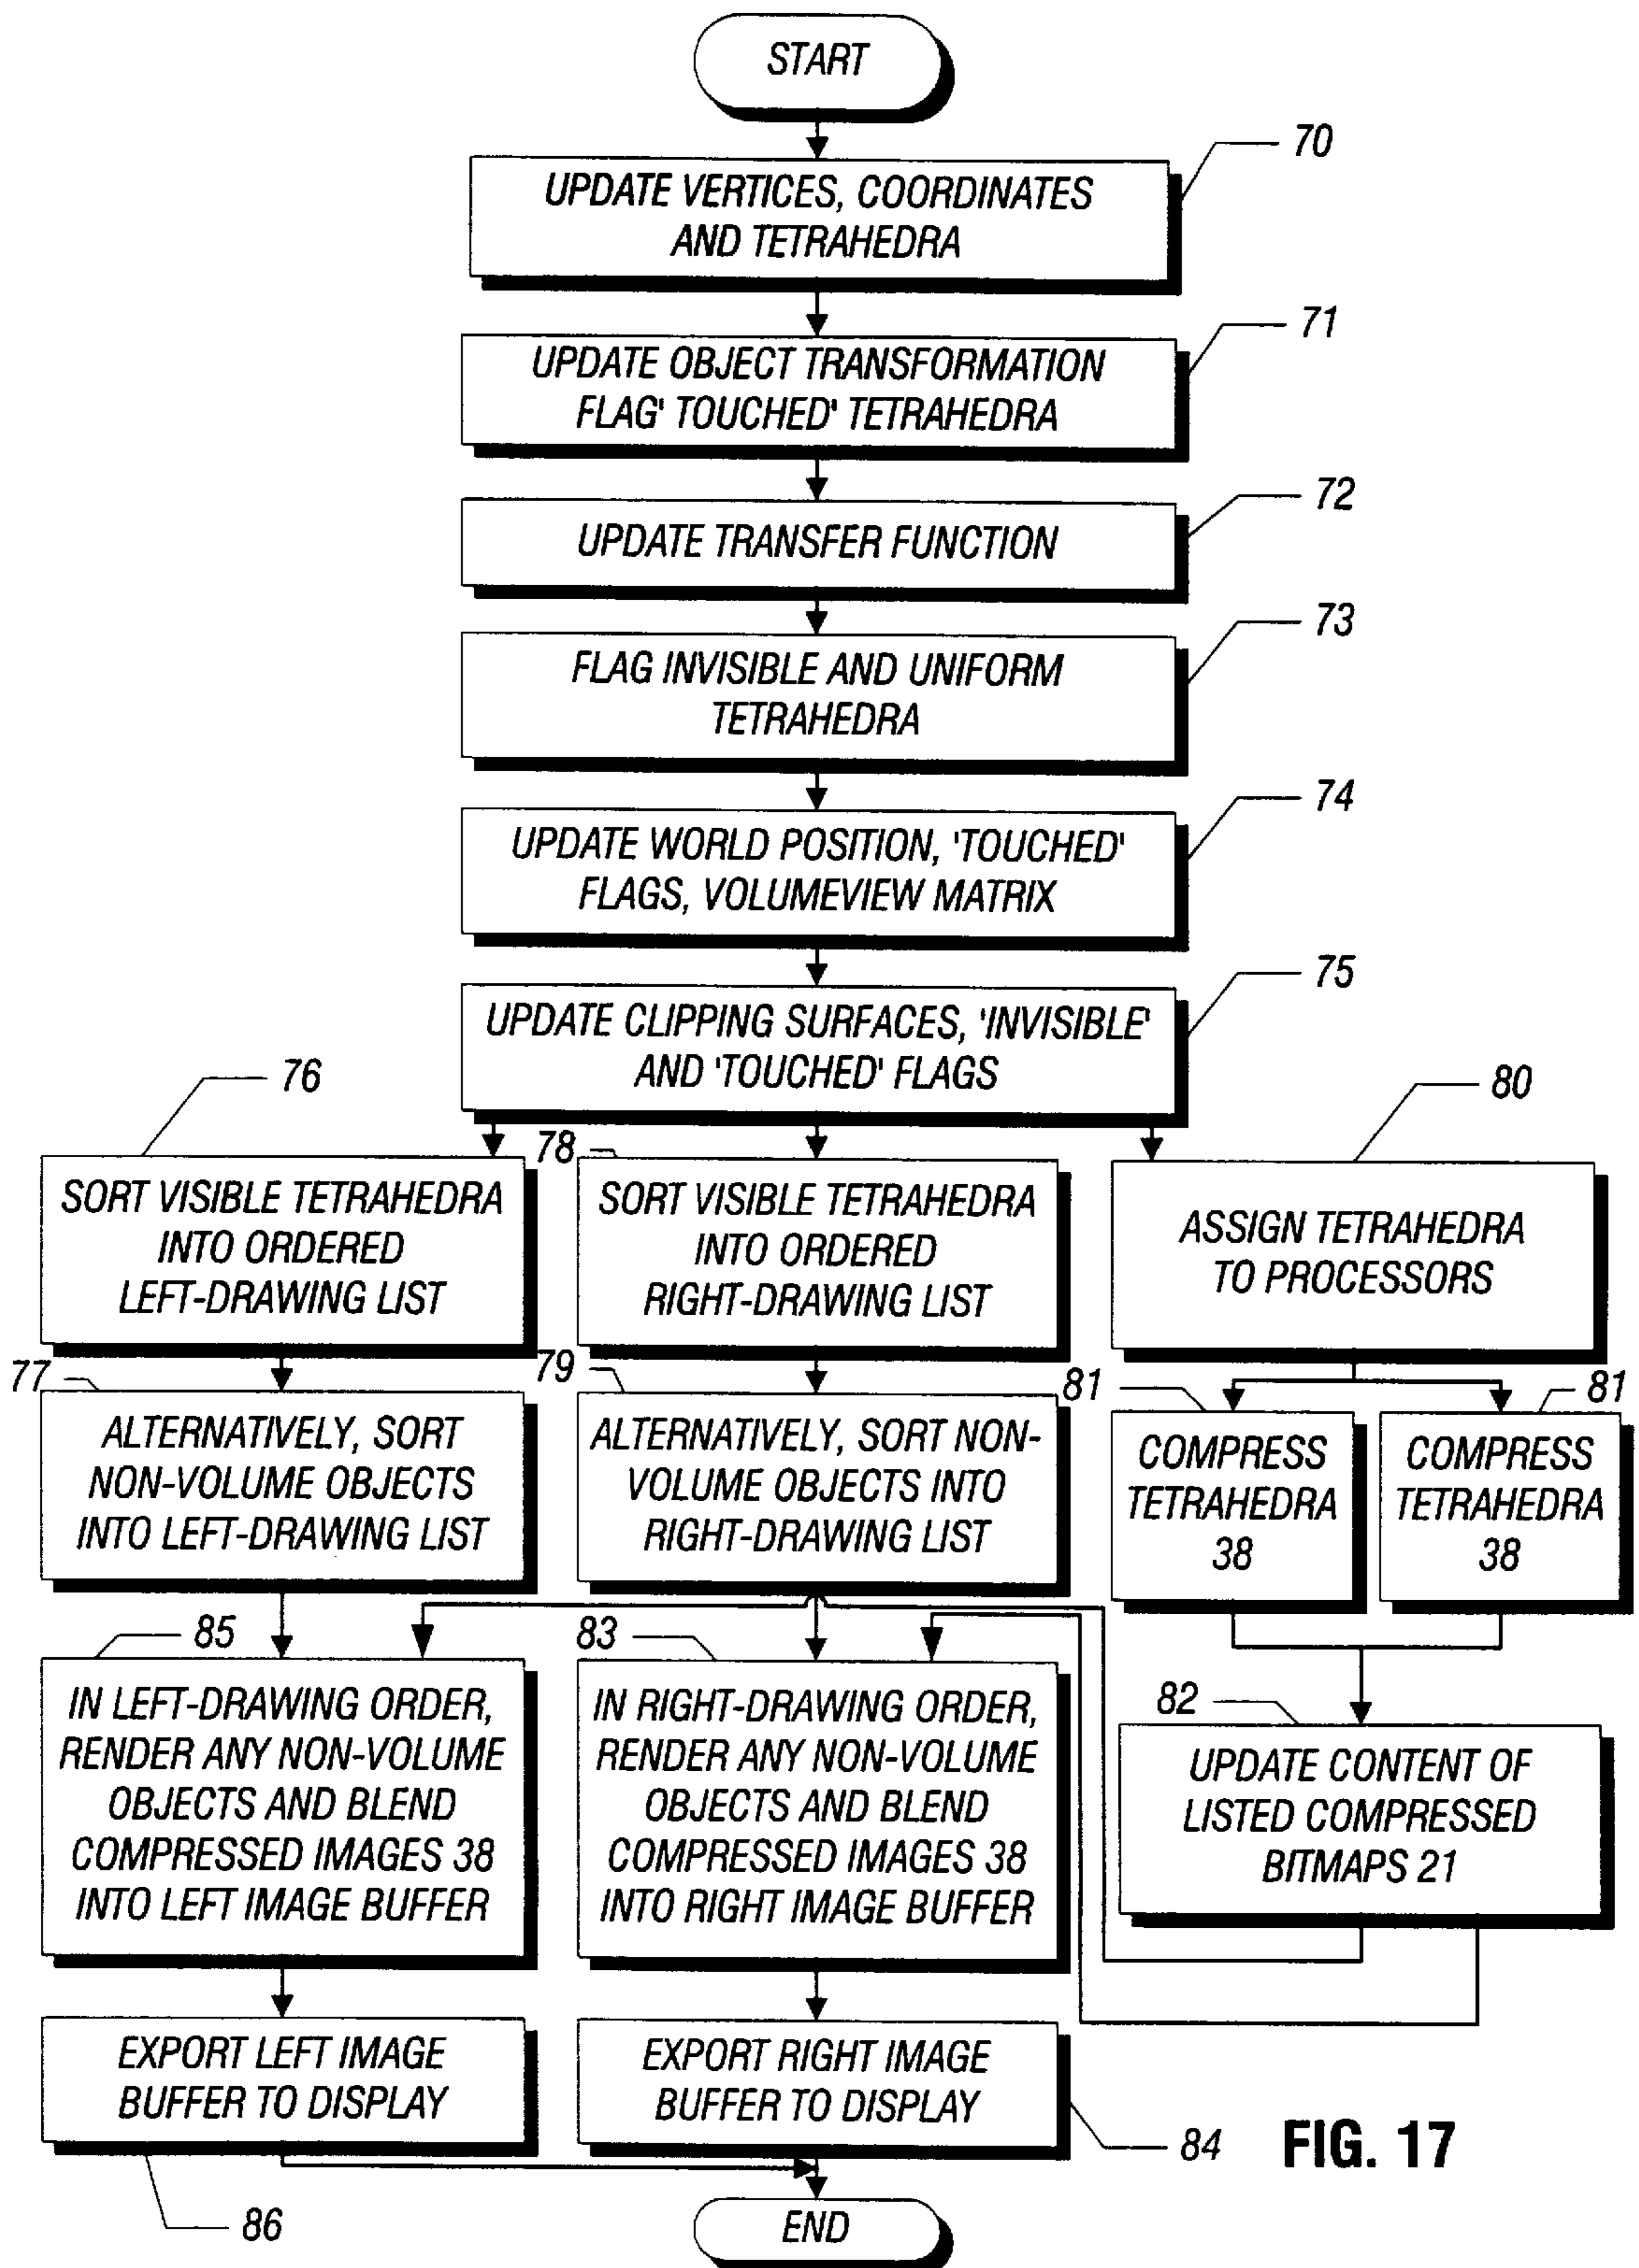 START
70
UPDATE VERTICES, COORDINATES
AND TETRAHEDRA
71
UPDATE OBJECT TRANSFORMATION
FLAG' TOUCHED' TETRAHEDRA
72
UPDATE TRANSFER FUNCTION
73
FLAG INVISIBLE AND UNIFORM
TETRAHEDRA
74
UPDATE WORLD POSITION, 'TOUCHED'
FLAGS, VOLUMEVIEW MATRIX
75
UPDATE CLIPPING SURFACES, 'INVISIBLE'
AND 'TOUCHED' FLAGS
76
SORT VISIBLE TETRAHEDRA
INTO ORDERED
LEFT-DRAWING LIST
78
SORT VISIBLE TETRAHEDRA
INTO ORDERED
RIGHT-DRAWING LIST
80
ASSIGN TETRAHEDRA
TO PROCESSORS
77
ALTERNATIVELY, SORT
NON-VOLUME OBJECTS
INTO LEFT-DRAWING LIST
79
ALTERNATIVELY, SORT NON-
VOLUME OBJECTS INTO
RIGHT-DRAWING LIST
81
COMPRESS
TETRAHEDRA
38
81
COMPRESS
TETRAHEDRA
38
85
IN LEFT-DRAWING ORDER,
RENDER ANY NON-VOLUME
OBJECTS AND BLEND
COMPRESSED IMAGES 38
INTO LEFT IMAGE BUFFER
83
IN RIGHT-DRAWING ORDER,
RENDER ANY NON-VOLUME
OBJECTS AND BLEND
COMPRESSED IMAGES 38
INTO RIGHT IMAGE BUFFER
82
UPDATE CONTENT OF
LISTED COMPRESSED
BITMAPS 21
EXPORT LEFT IMAGE
BUFFER TO DISPLAY
86
EXPORT RIGHT IMAGE
BUFFER TO DISPLAY
84
FIG. 17
END